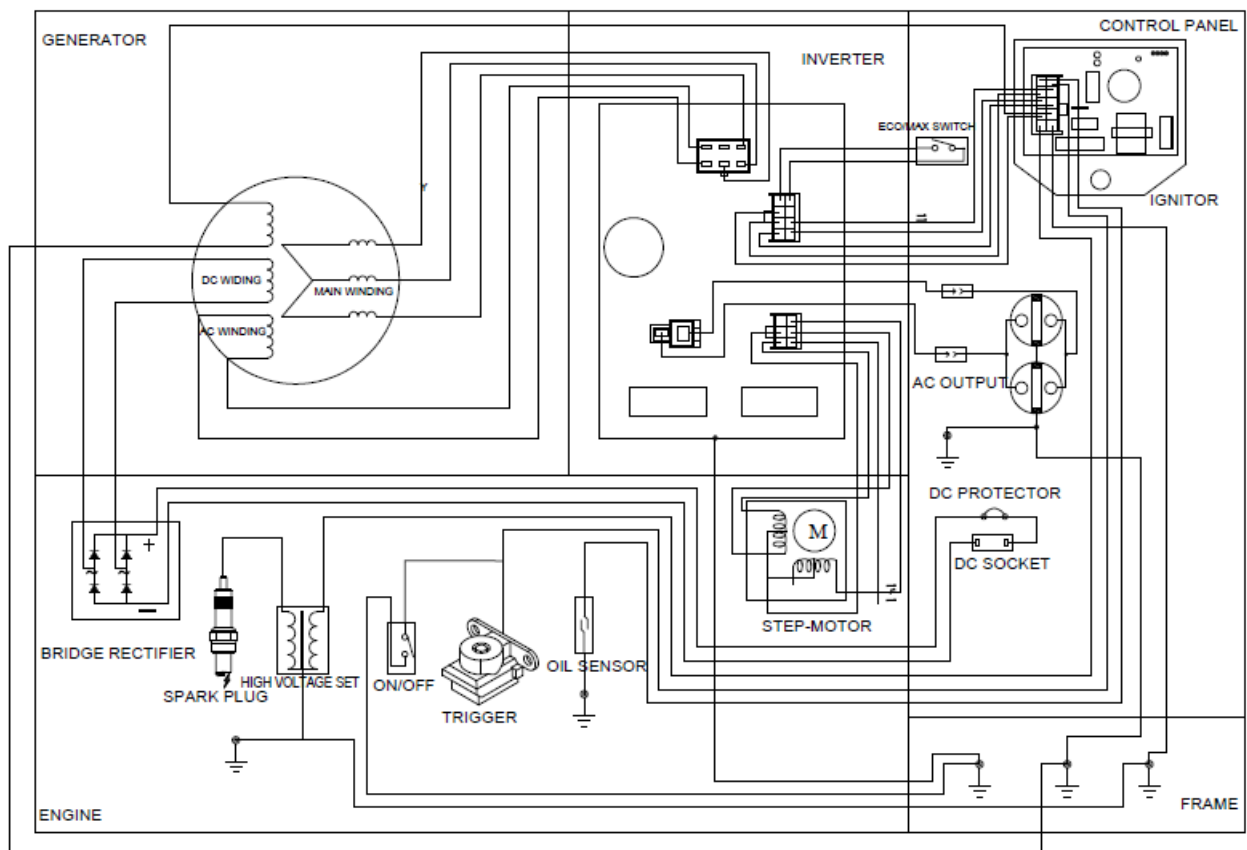 GENERATOR
INVERTER
CONTROL PANEL
ECO/MAX SWITCH
IGNITOR
Y
DC WIDING
MAIN WINDING
AC WINDING
AC OUTPUT
DC PROTECTOR
DC SOCKET
M
STEP-MOTOR
BRIDGE RECTIFIER
SPARK PLUG
HIGH VOLTAGE SET
ON/OFF
TRIGGER
OIL SENSOR
ENGINE
FRAME